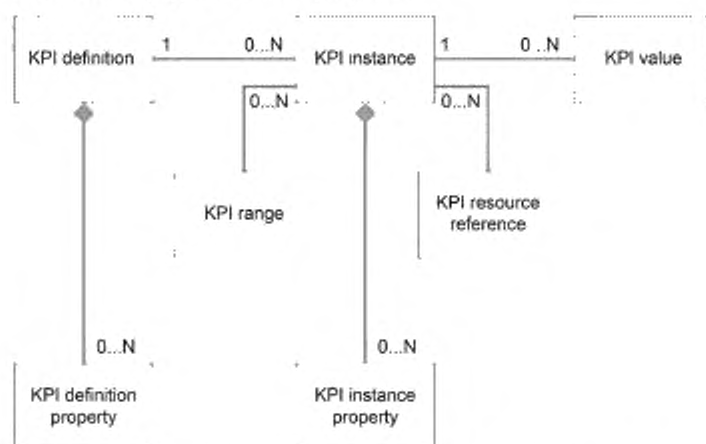 1 0...N 1 0 ..N
KPI definition KPI instance KPI value
0...N 0...N
KPI range
KPI resource
reference
0...N 0...N
KPI definition
property
KPI instance
property